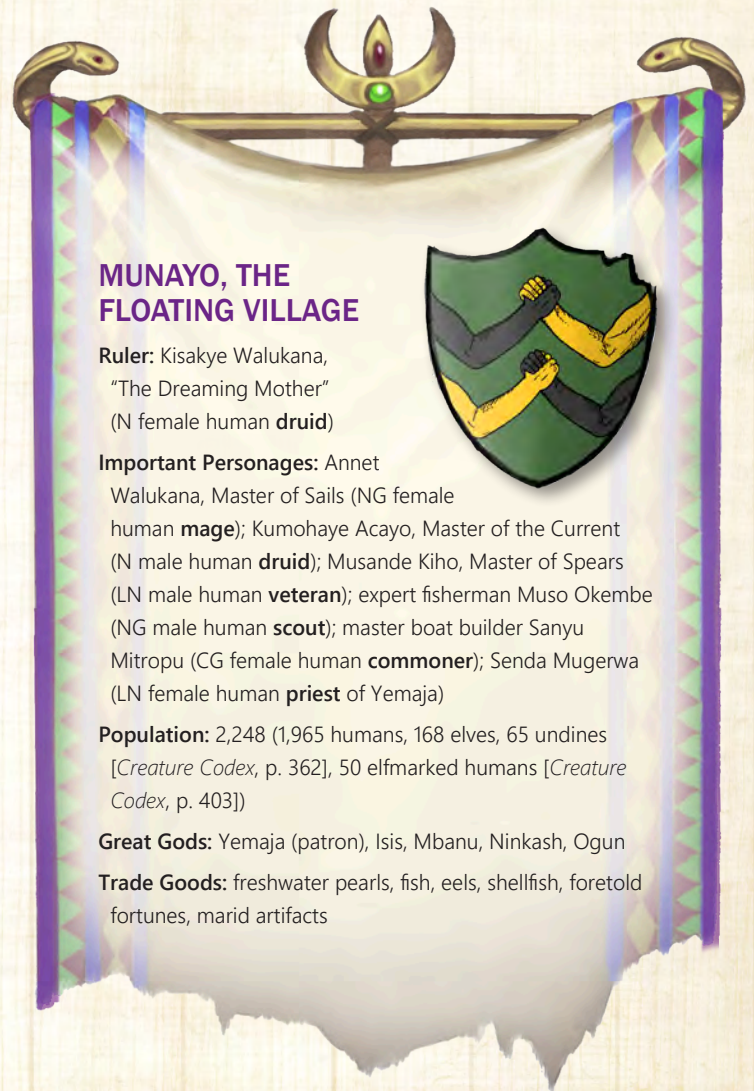 MUNAYO, THE
FLOATING VILLAGE
Ruler: Kisakye Walukana,
“The Dreaming Mother”
(N female human druid)
Important Personages: Annet
Walukana, Master of Sails (NG female
human mage); Kumohaye Acayo, Master of the Current
(N male human druid); Musande Kiho, Master of Spears
(LN male human veteran); expert fisherman Muso Okembe
(NG male human scout); master boat builder Sanyu
Mitropu (CG female human commoner); Senda Mugerwa
(LN female human priest of Yemaja)
Population: 2,248 (1,965 humans, 168 elves, 65 undines
[Creature Codex, p. 362], 50 elfmarked humans [Creature
Codex, p. 403])
Great Gods: Yemaja (patron), Isis, Mbanu, Ninkash, Ogun
Trade Goods: freshwater pearls, fish, eels, shellfish, foretold
fortunes, marid artifacts